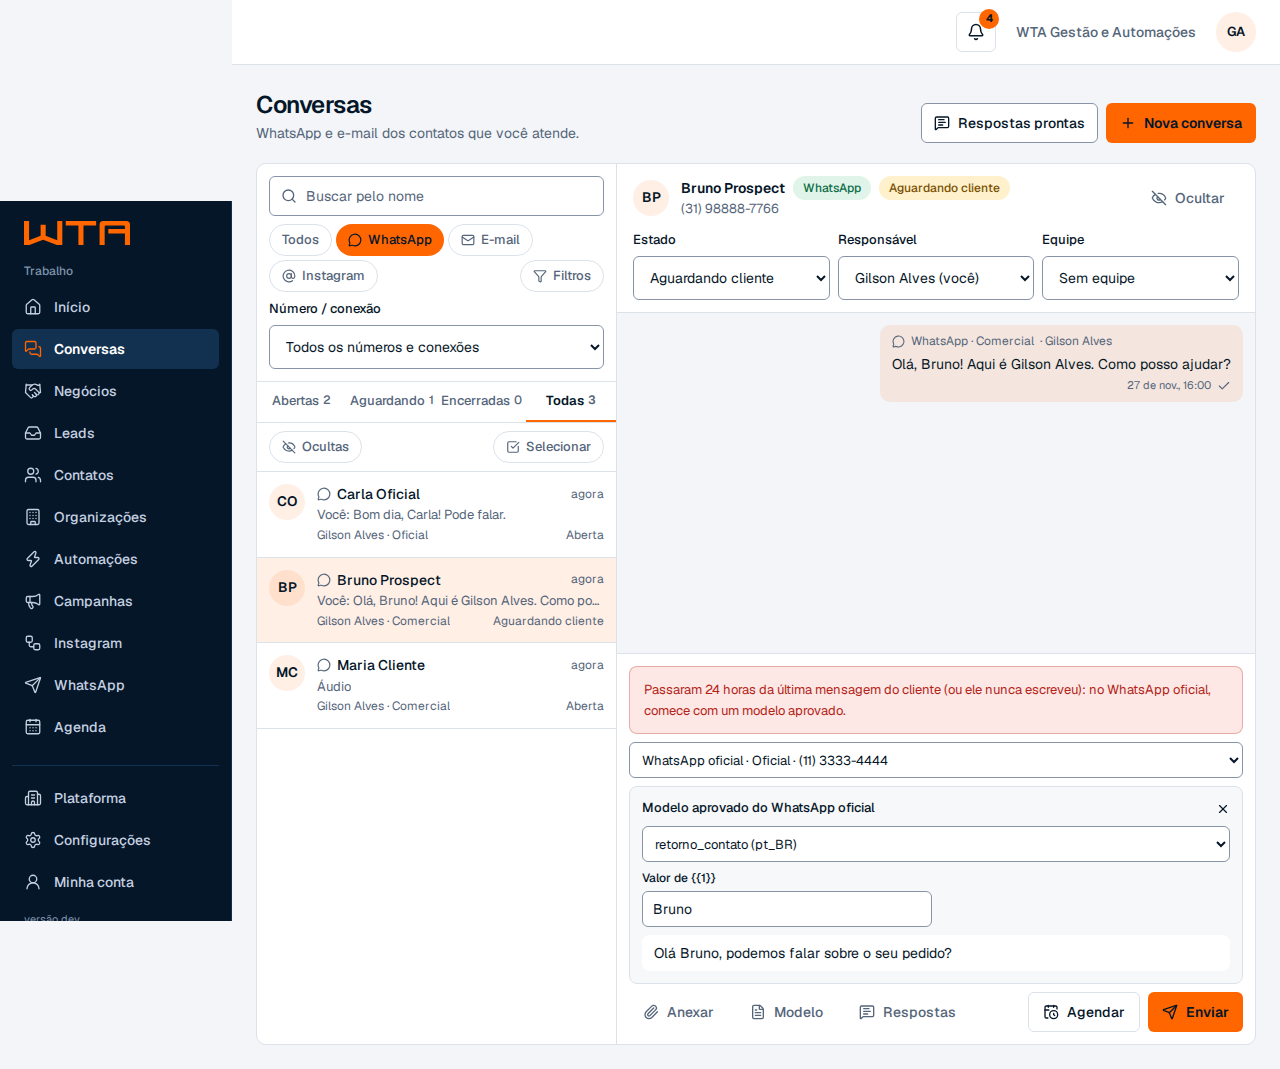 4
WTA Gestão e Automações
GA
Conversas
WhatsApp e e-mail dos contatos que você atende.
Respostas prontas
Nova conversa
WTA
Trabalho
Início
Conversas
Negócios
Leads
Contatos
Organizações
Automações
Campanhas
Instagram
WhatsApp
Agenda
Plataforma
Configurações
Minha conta
versão dev
Buscar pelo nome
Todos
WhatsApp
E-mail
Instagram
Filtros
Número / conexão
Todos os números e conexões
Abertas 2
Aguardando 1
Encerradas 0
Todas 3
Ocultas
Selecionar
CO
Carla Oficial
agora
Você: Bom dia, Carla! Pode falar.
Gilson Alves · Oficial
Aberta
BP
Bruno Prospect
agora
Você: Olá, Bruno! Aqui é Gilson Alves. Como po...
Gilson Alves · Comercial
Aguardando cliente
MC
Maria Cliente
agora
Áudio
Gilson Alves · Comercial
Aberta
BP
Bruno Prospect
WhatsApp
Aguardando cliente
(31) 98888-7766
Ocultar
Estado
Responsável
Equipe
Aguardando cliente
Gilson Alves (você)
Sem equipe
WhatsApp · Comercial · Gilson Alves
Olá, Bruno! Aqui é Gilson Alves. Como posso ajudar?
27 de nov., 16:00
Passaram 24 horas da última mensagem do cliente (ou ele nunca escreveu): no WhatsApp oficial,
comece com um modelo aprovado.
WhatsApp oficial · Oficial · (11) 3333-4444
Modelo aprovado do WhatsApp oficial
retorno_contato (pt_BR)
Valor de {{1}}
Bruno
Olá Bruno, podemos falar sobre o seu pedido?
Anexar
Modelo
Respostas
Agendar
Enviar